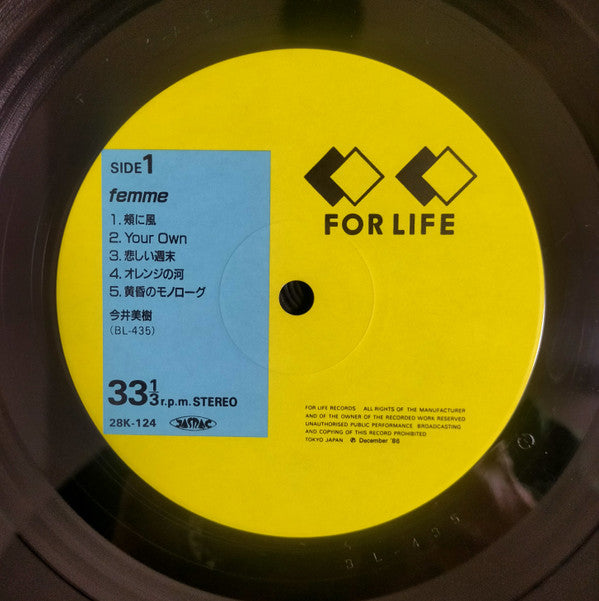 SIDE 1
femme
1. 頬に風
2. Your Own
3. 悲しい週末
4. オレンジの河
5. 黄昏のモノローグ
今井美樹
(BL-435)
33 1/3 r.p.m. STEREO
28K-124 JASRAC
FOR LIFE
FOR LIFE RECORDS ALL RIGHTS OF THE MANUFACTURER
AND OF THE OWNER OF THE RECORDED WORK RESERVED
UNAUTHORISED PUBLIC PERFORMANCE BROADCASTING
AND COPYING OF THIS RECORD PROHIBITED
TOKYO JAPAN ℗ December '86
BL-435